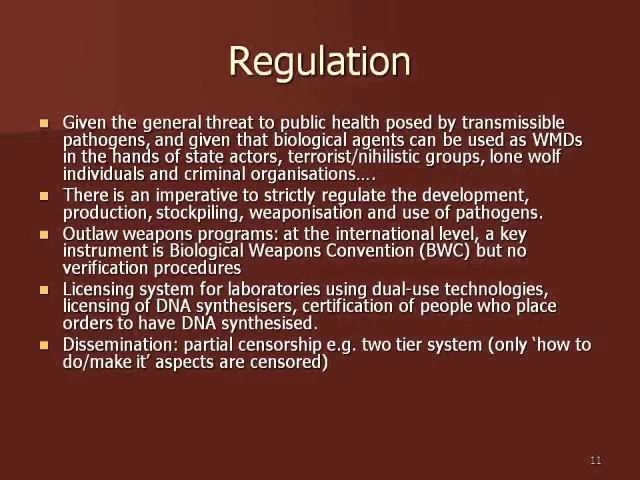 Regulation
Given the general threat to public health posed by transmissible
pathogens, and given that biological agents can be used as WMDs
in the hands of state actors, terrorist/nihilistic groups, lone wolf
individuals and criminal organisations….
There is an imperative to strictly regulate the development,
production, stockpiling, weaponisation and use of pathogens.
Outlaw weapons programs: at the international level, a key
instrument is Biological Weapons Convention (BWC) but no
verification procedures
Licensing system for laboratories using dual-use technologies,
licensing of DNA synthesisers, certification of people who place
orders to have DNA synthesised.
Dissemination: partial censorship e.g. two tier system (only ‘how to
do/make it’ aspects are censored)
11